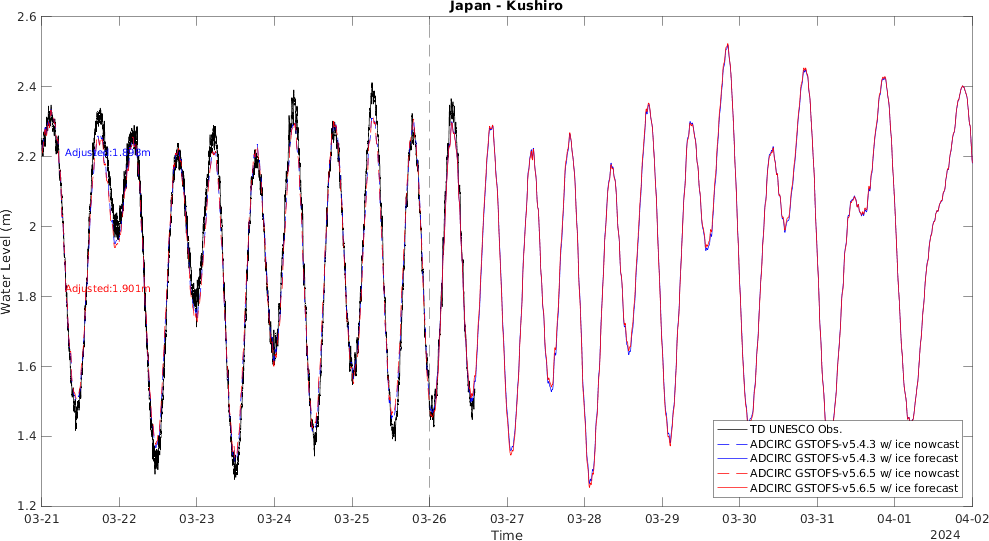 Japan - Kushiro
2.6
2.4
2.2
2
1.8
1.6
1.4
1.2
Water Level (m)
Adjusted:1.898m
Adjusted:1.901m
TD UNESCO Obs.
ADCIRC GSTOFS-v5.4.3 w/ ice nowcast
ADCIRC GSTOFS-v5.4.3 w/ ice forecast
ADCIRC GSTOFS-v5.6.5 w/ ice nowcast
ADCIRC GSTOFS-v5.6.5 w/ ice forecast
03-21 03-22 03-23 03-24 03-25 03-26 03-27 03-28 03-29 03-30 03-31 04-01 04-02
Time
2024